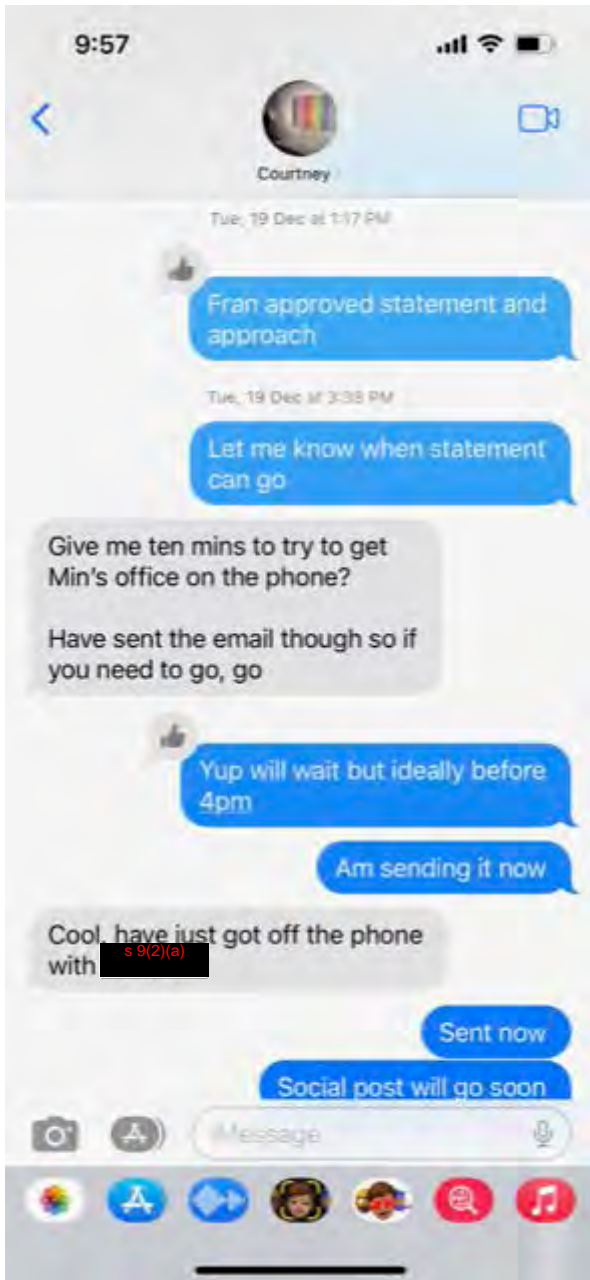 9:57
Courtney
Tue, 19 Dec at 1:17 PM
Fran approved statement and
approach
Tue, 19 Dec at 3:38 PM
Let me know when statement
can go
Give me ten mins to try to get
Min's office on the phone?
Have sent the email though so if
you need to go, go
Yup will wait but ideally before
4pm
Am sending it now
Cool, have just got off the phone
with s 9(2)(a)
Sent now
Social post will go soon
iMessage